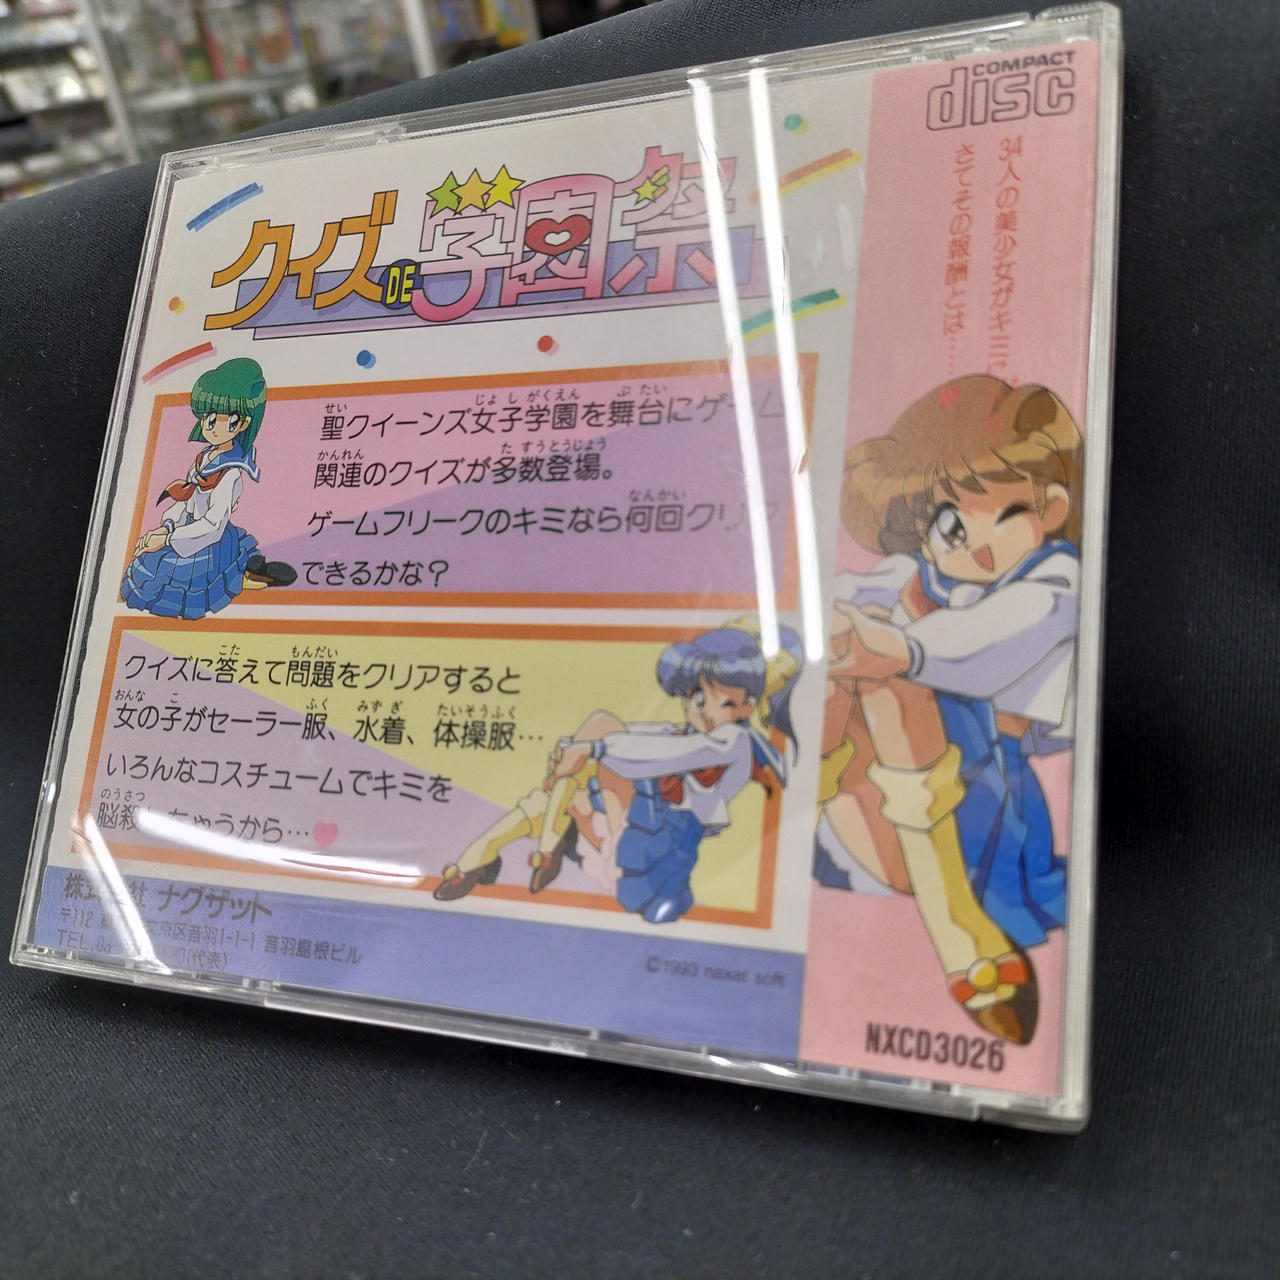 COMPACT
disc
クイズDE学園祭
34人の美少女がキミに
さてその報酬とは……
聖クイーンズ女子学園を舞台にゲーム
関連のクイズが多数登場。
ゲームフリークのキミなら何回クリア
できるかな?
クイズに答えて問題をクリアすると
女の子がセーラー服、水着、体操服…
いろんなコスチュームでキミを
脳殺しちゃうから…♥
株式会社 ナグザット
〒112 文京区音羽1-1-1 音羽島根ビル
TEL. (代表)
©1993 naxat soft
NXCD3026